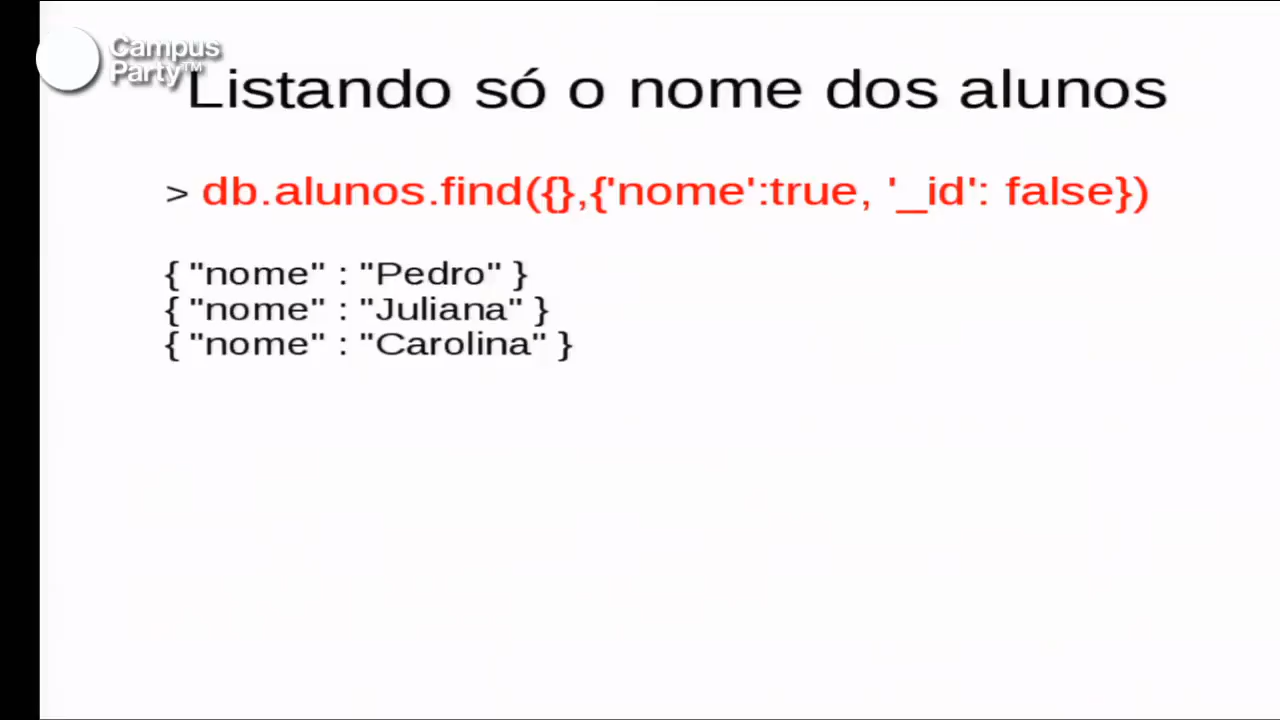 Campus
Party™
Listando só o nome dos alunos
> db.alunos.find({},{'nome':true, '_id': false})
{ "nome" : "Pedro" }
{ "nome" : "Juliana" }
{ "nome" : "Carolina" }